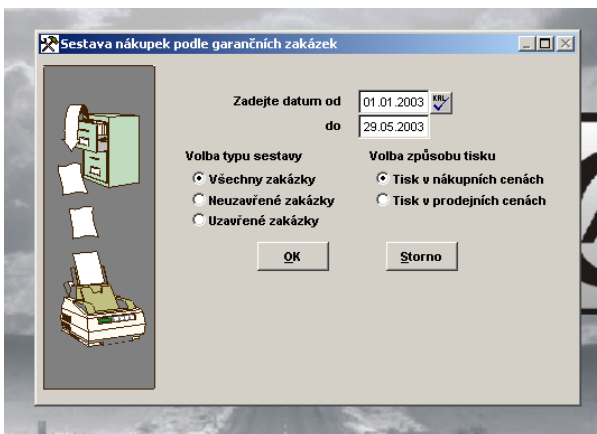 Sestava nákupek podle garančních zakázek
Zadejte datum od 01.01.2003 KAL
do 29.05.2003
Volba typu sestavy Volba způsobu tisku
Všechny zakázky Tisk v nákupních cenách
Neuzavřené zakázky Tisk v prodejních cenách
Uzavřené zakázky
OK Storno